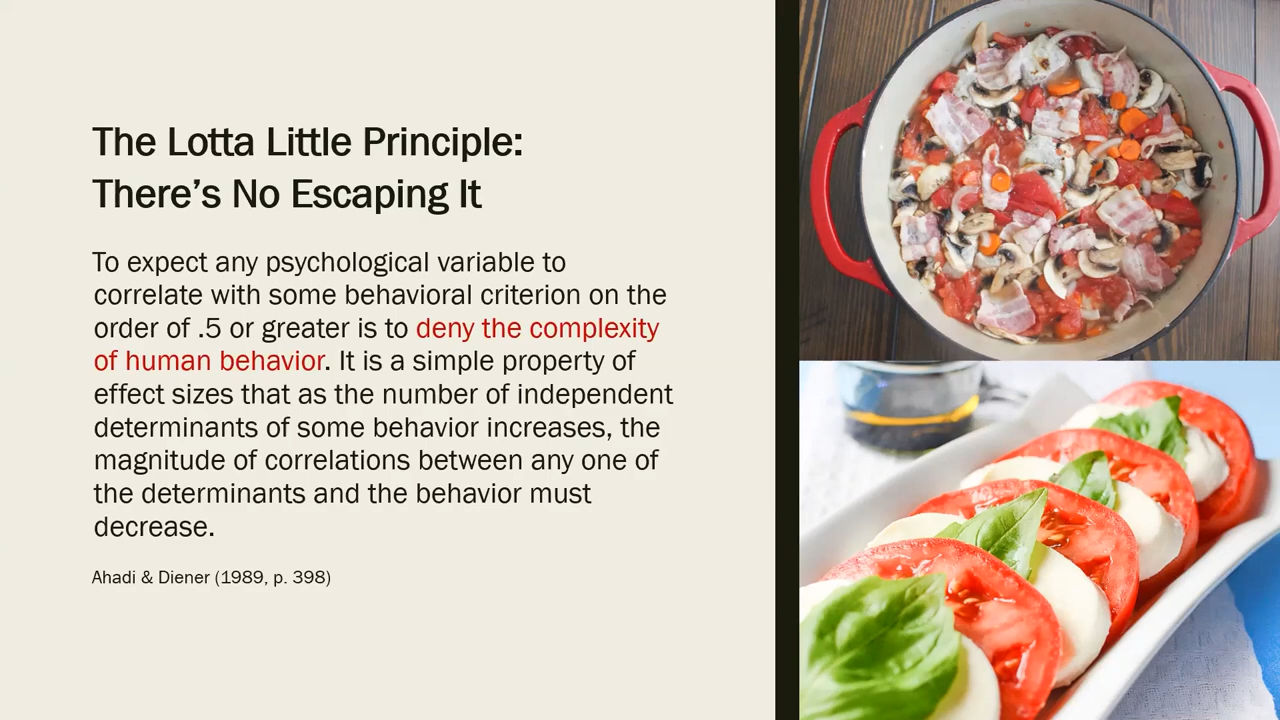 The Lotta Little Principle:
There’s No Escaping It
To expect any psychological variable to
correlate with some behavioral criterion on the
order of .5 or greater is to deny the complexity
of human behavior. It is a simple property of
effect sizes that as the number of independent
determinants of some behavior increases, the
magnitude of correlations between any one of
the determinants and the behavior must
decrease.
Ahadi & Diener (1989, p. 398)